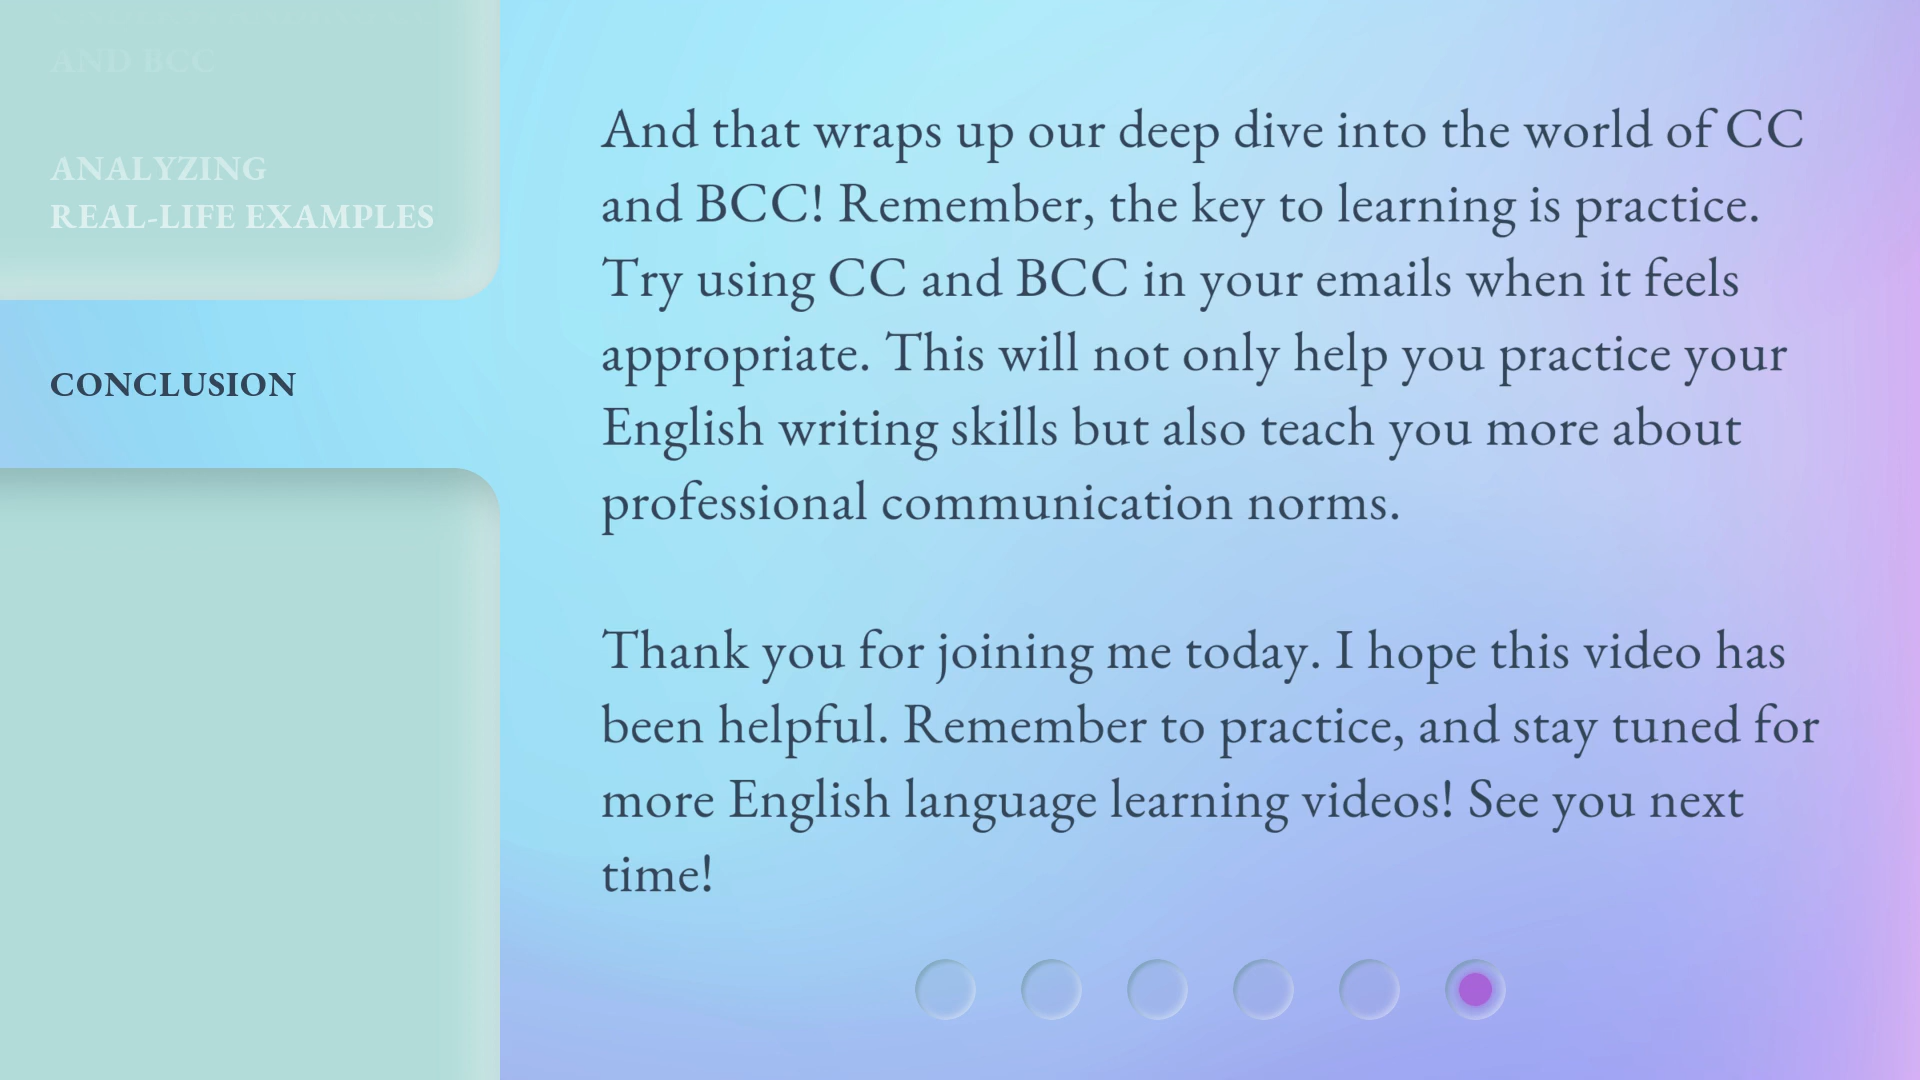 AND BCC
ANALYZING
REAL-LIFE EXAMPLES
CONCLUSION
And that wraps up our deep dive into the world of CC
and BCC! Remember, the key to learning is practice.
Try using CC and BCC in your emails when it feels
appropriate. This will not only help you practice your
English writing skills but also teach you more about
professional communication norms.
Thank you for joining me today. I hope this video has
been helpful. Remember to practice, and stay tuned for
more English language learning videos! See you next
time!